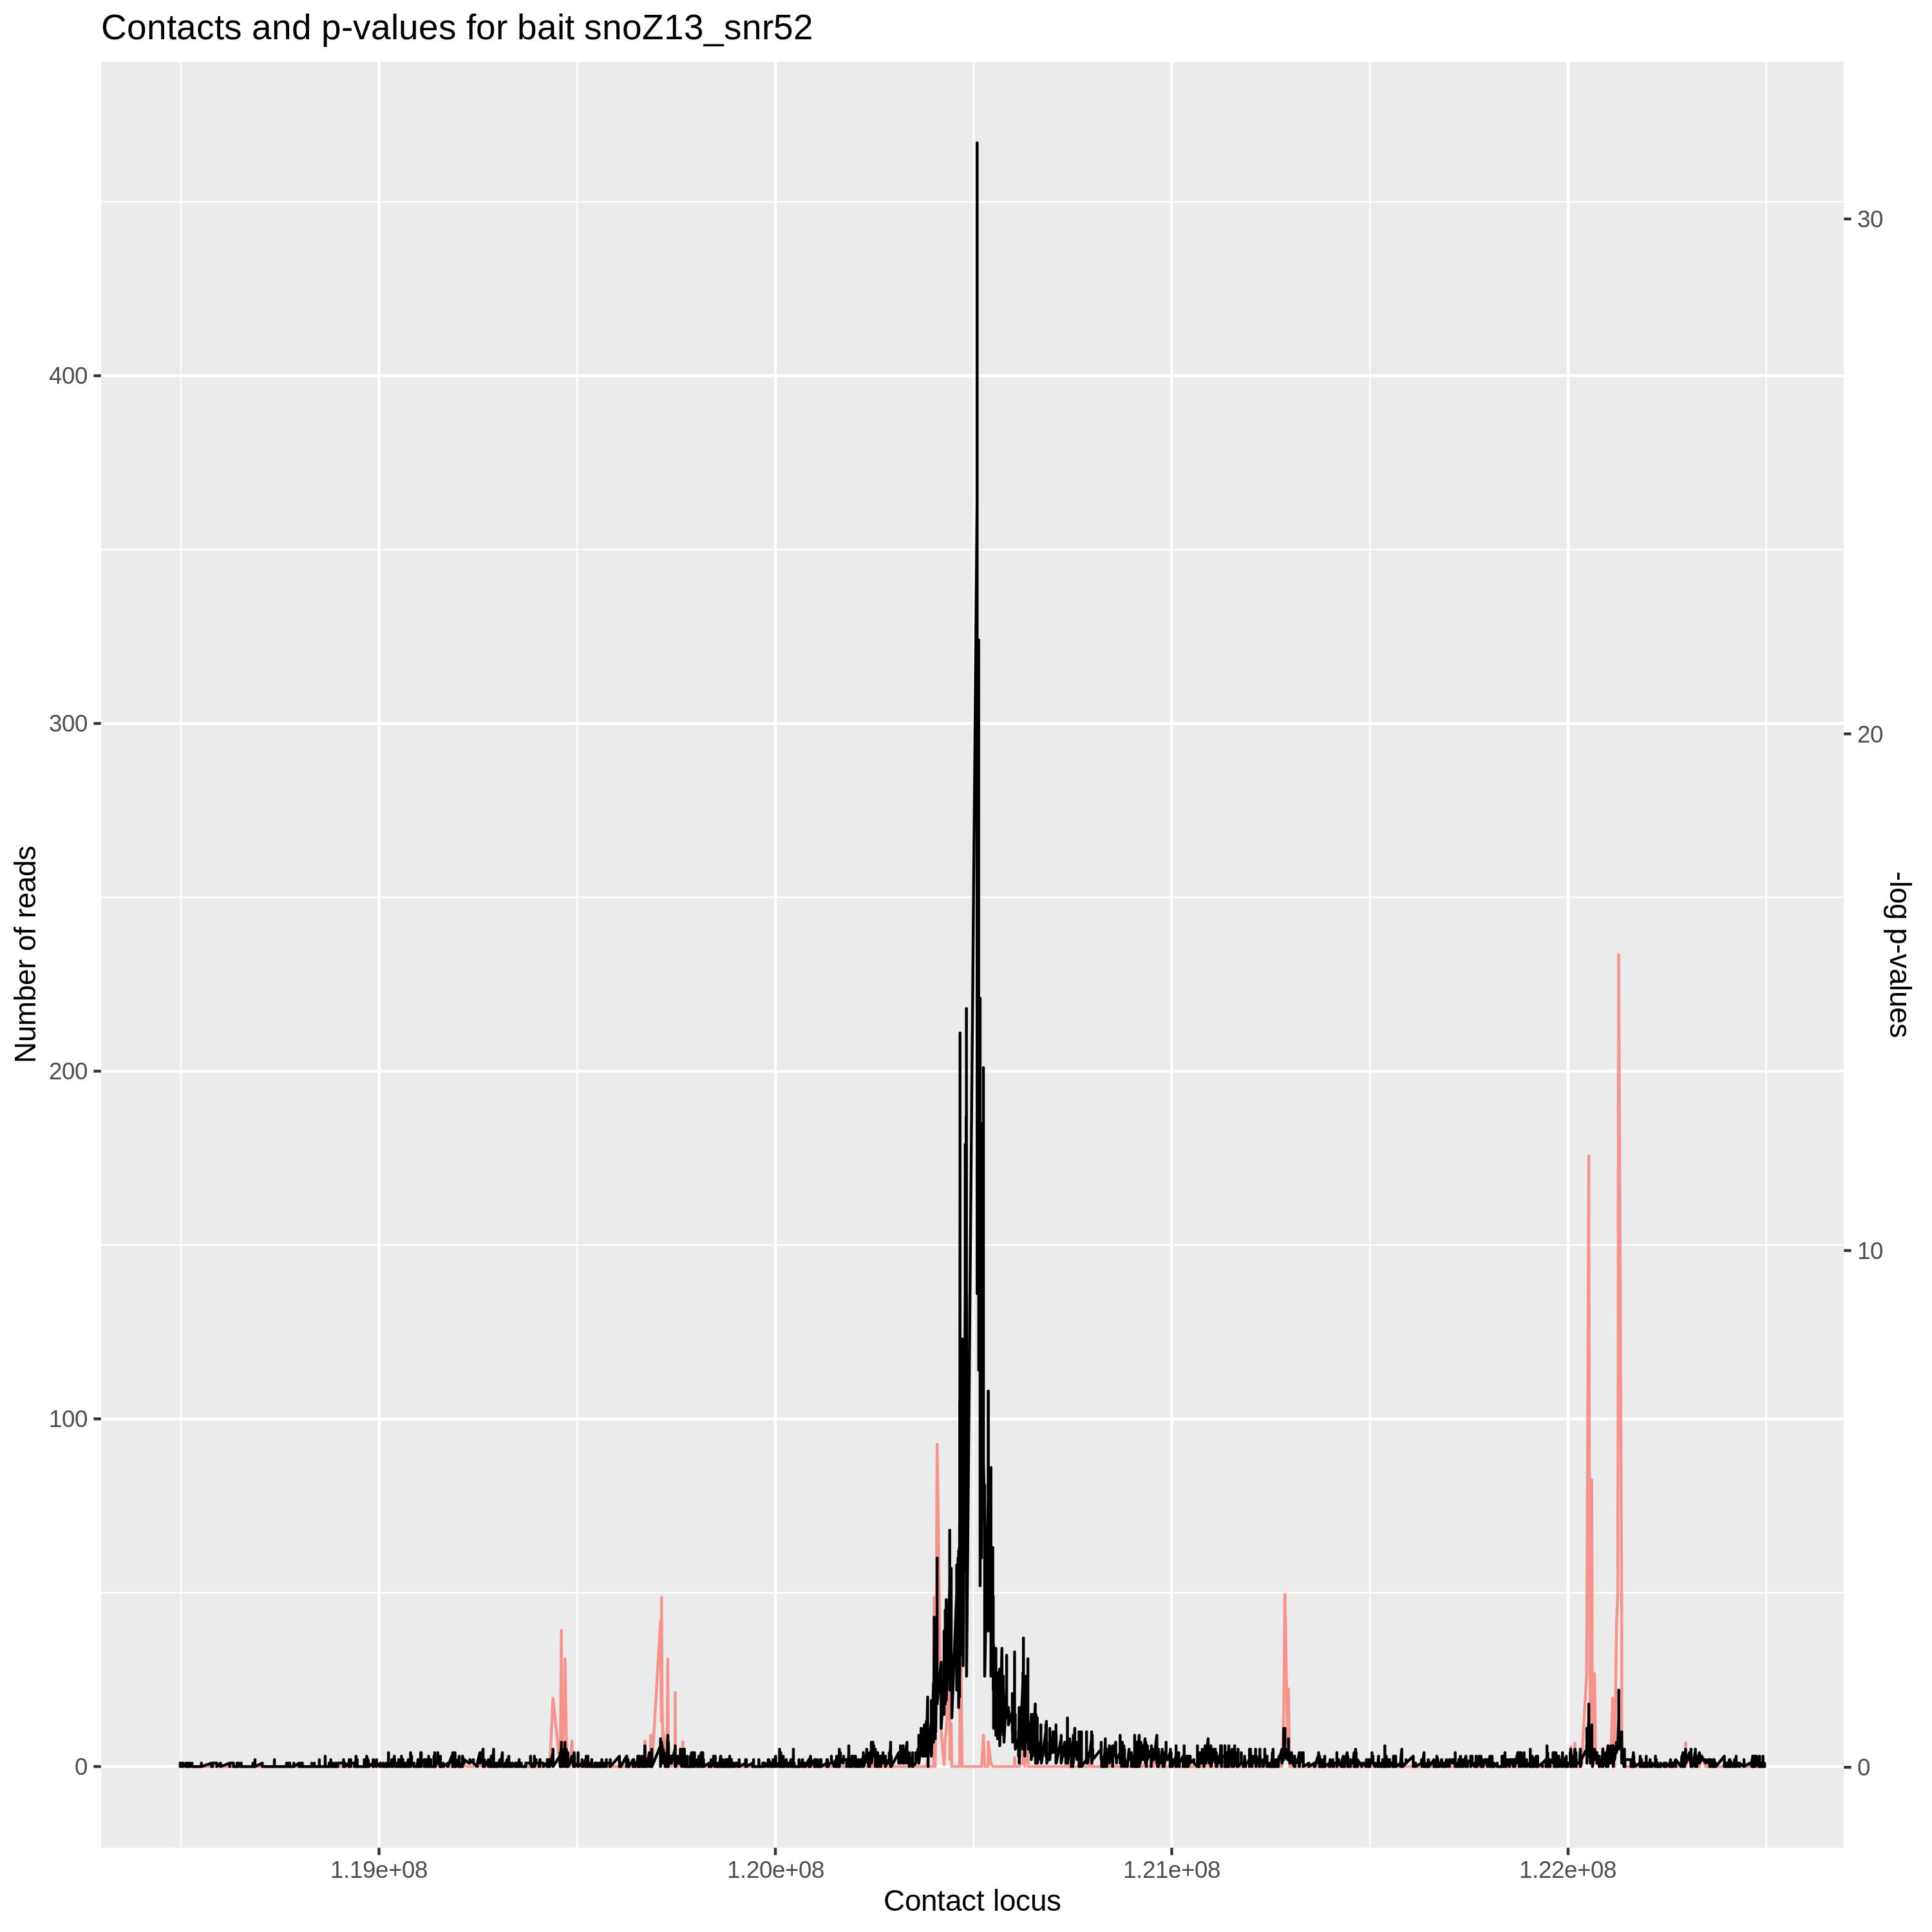 Contacts and p-values for bait snoZ13_snr52
400
300
200
100
0
Number of reads
30
20
10
0
-log p-values
1.19e+08
1.20e+08
1.21e+08
1.22e+08
Contact locus